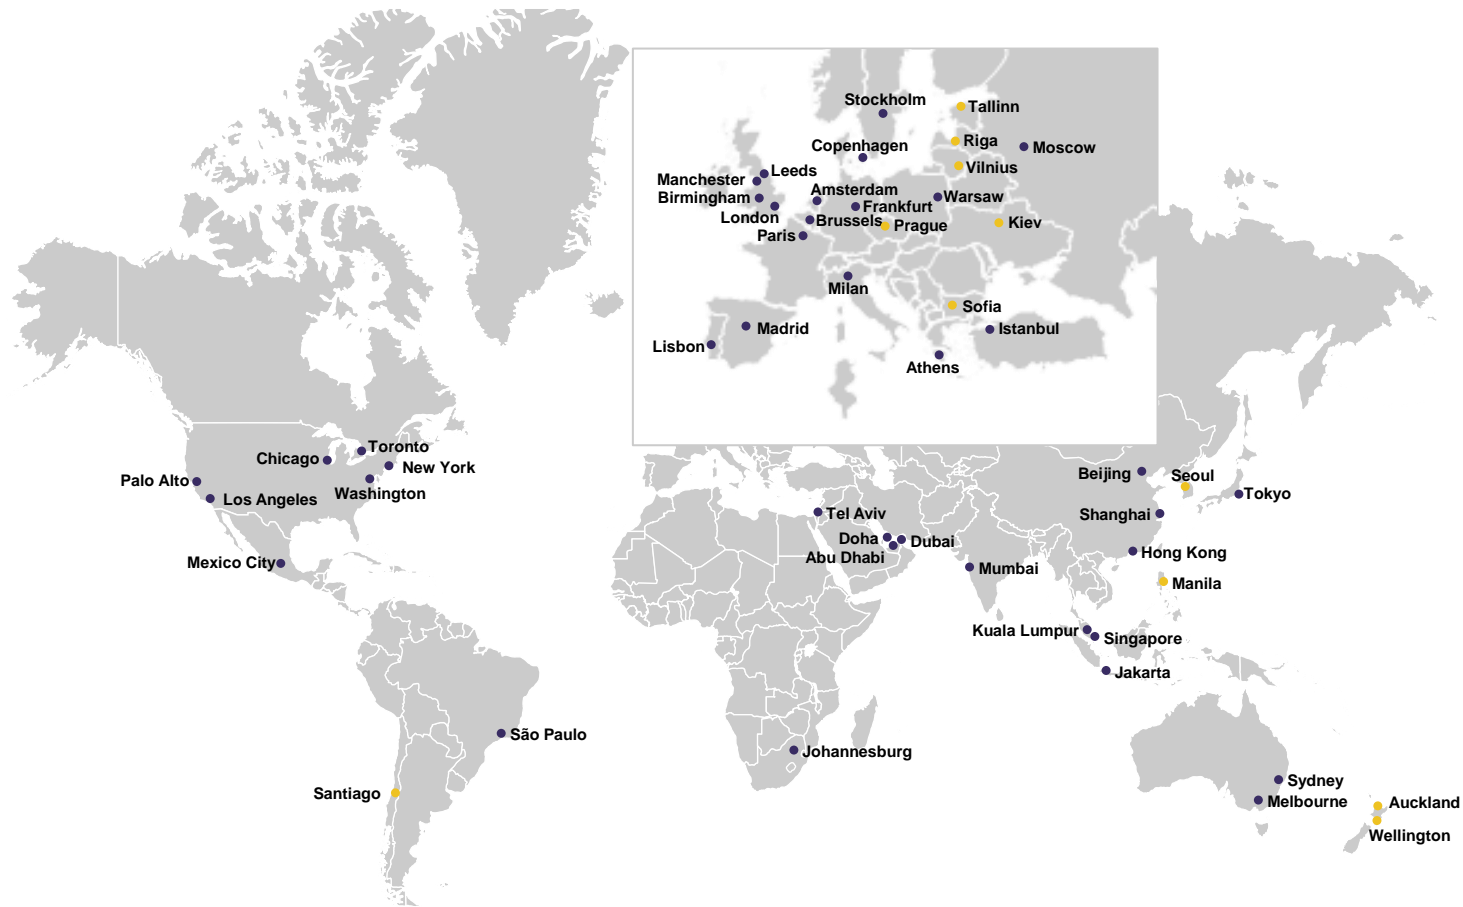 Stockholm
Tallinn
Copenhagen
Riga
Moscow
Leeds
Vilnius
Manchester
Amsterdam
Birmingham
Warsaw
Frankfurt
London
Brussels
Prague
Kiev
Paris
Milan
Sofia
Madrid
Istanbul
Lisbon
Athens
Toronto
Chicago
New York
Palo Alto
Washington
Los Angeles
Beijing
Seoul
Tokyo
Tel Aviv
Shanghai
Doha
Dubai
Abu Dhabi
Hong Kong
Mexico City
Mumbai
Manila
Kuala Lumpur
Singapore
Jakarta
São Paulo
Johannesburg
Santiago
Sydney
Melbourne
Auckland
Wellington